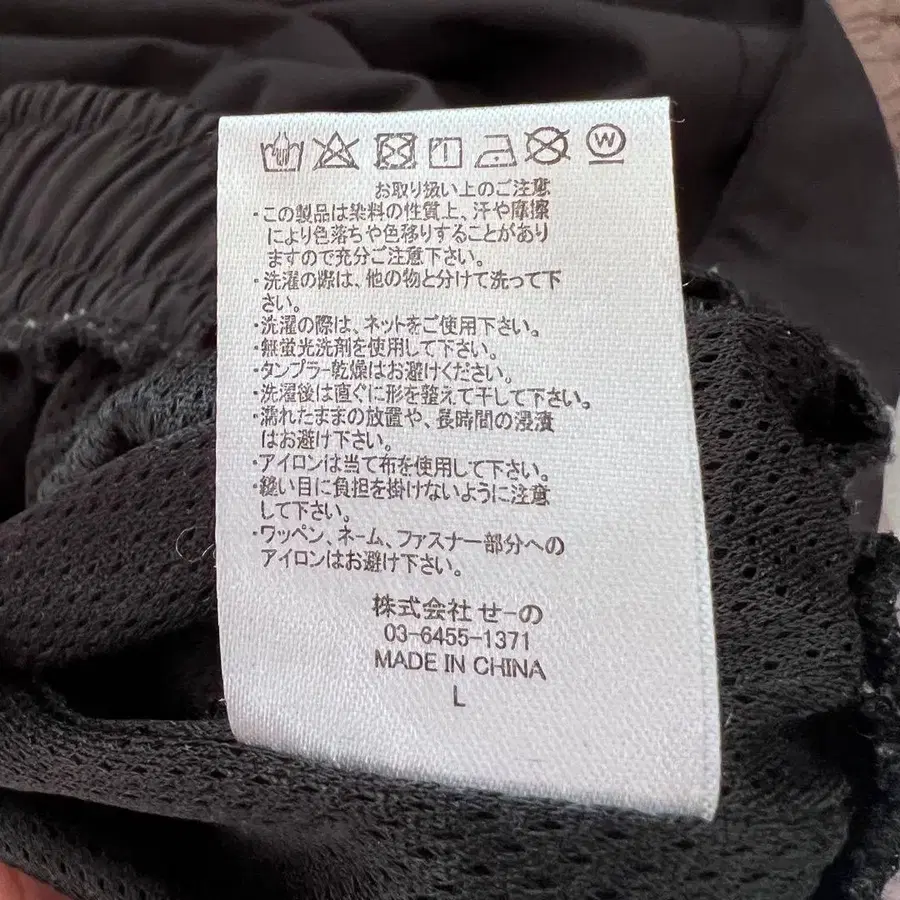 お取り扱い上のご注意
・この製品は染料の性質上、汗や摩擦
により色落ちや色移りすることがあり
ますので充分ご注意下さい。
・洗濯の際は、他の物と分けて洗って下
さい。
・洗濯の際は、ネットをご使用下さい。
・無蛍光洗剤を使用して下さい。
・タンブラー乾燥はお避けください。
・洗濯後は直ぐに形を整えて干して下さい。
・濡れたままの放置や、長時間の浸漬
はお避け下さい。
・アイロンは当て布を使用して下さい。
・縫い目に負担を掛けないように注意
して下さい。
・ワッペン、ネーム、ファスナー部分への
アイロンはお避け下さい。
株式会社 せーの
03-6455-1371
MADE IN CHINA
L